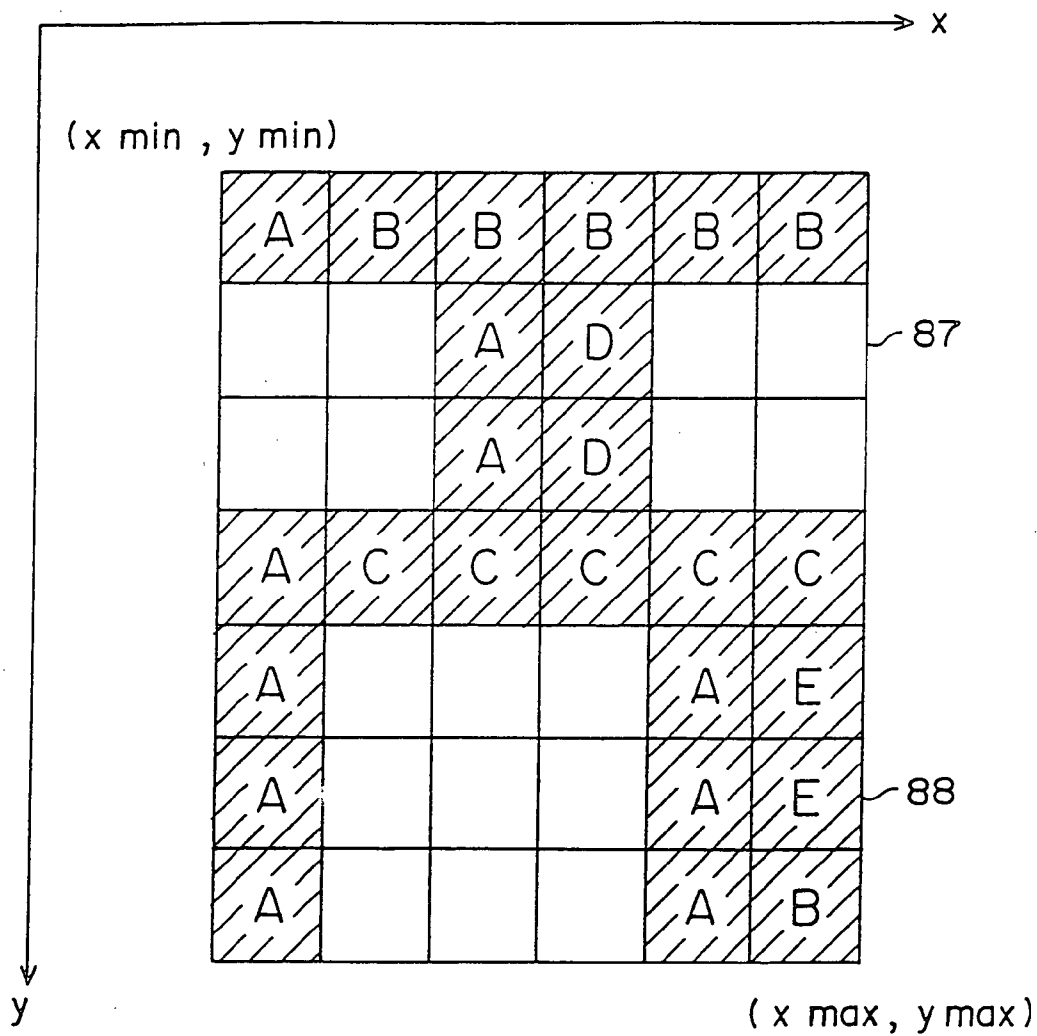 x
(x min , y min)
A B B B B B
A D
87
A D
A C C C C C
A A E
A A E
88
A A B
y
(x max, y max)